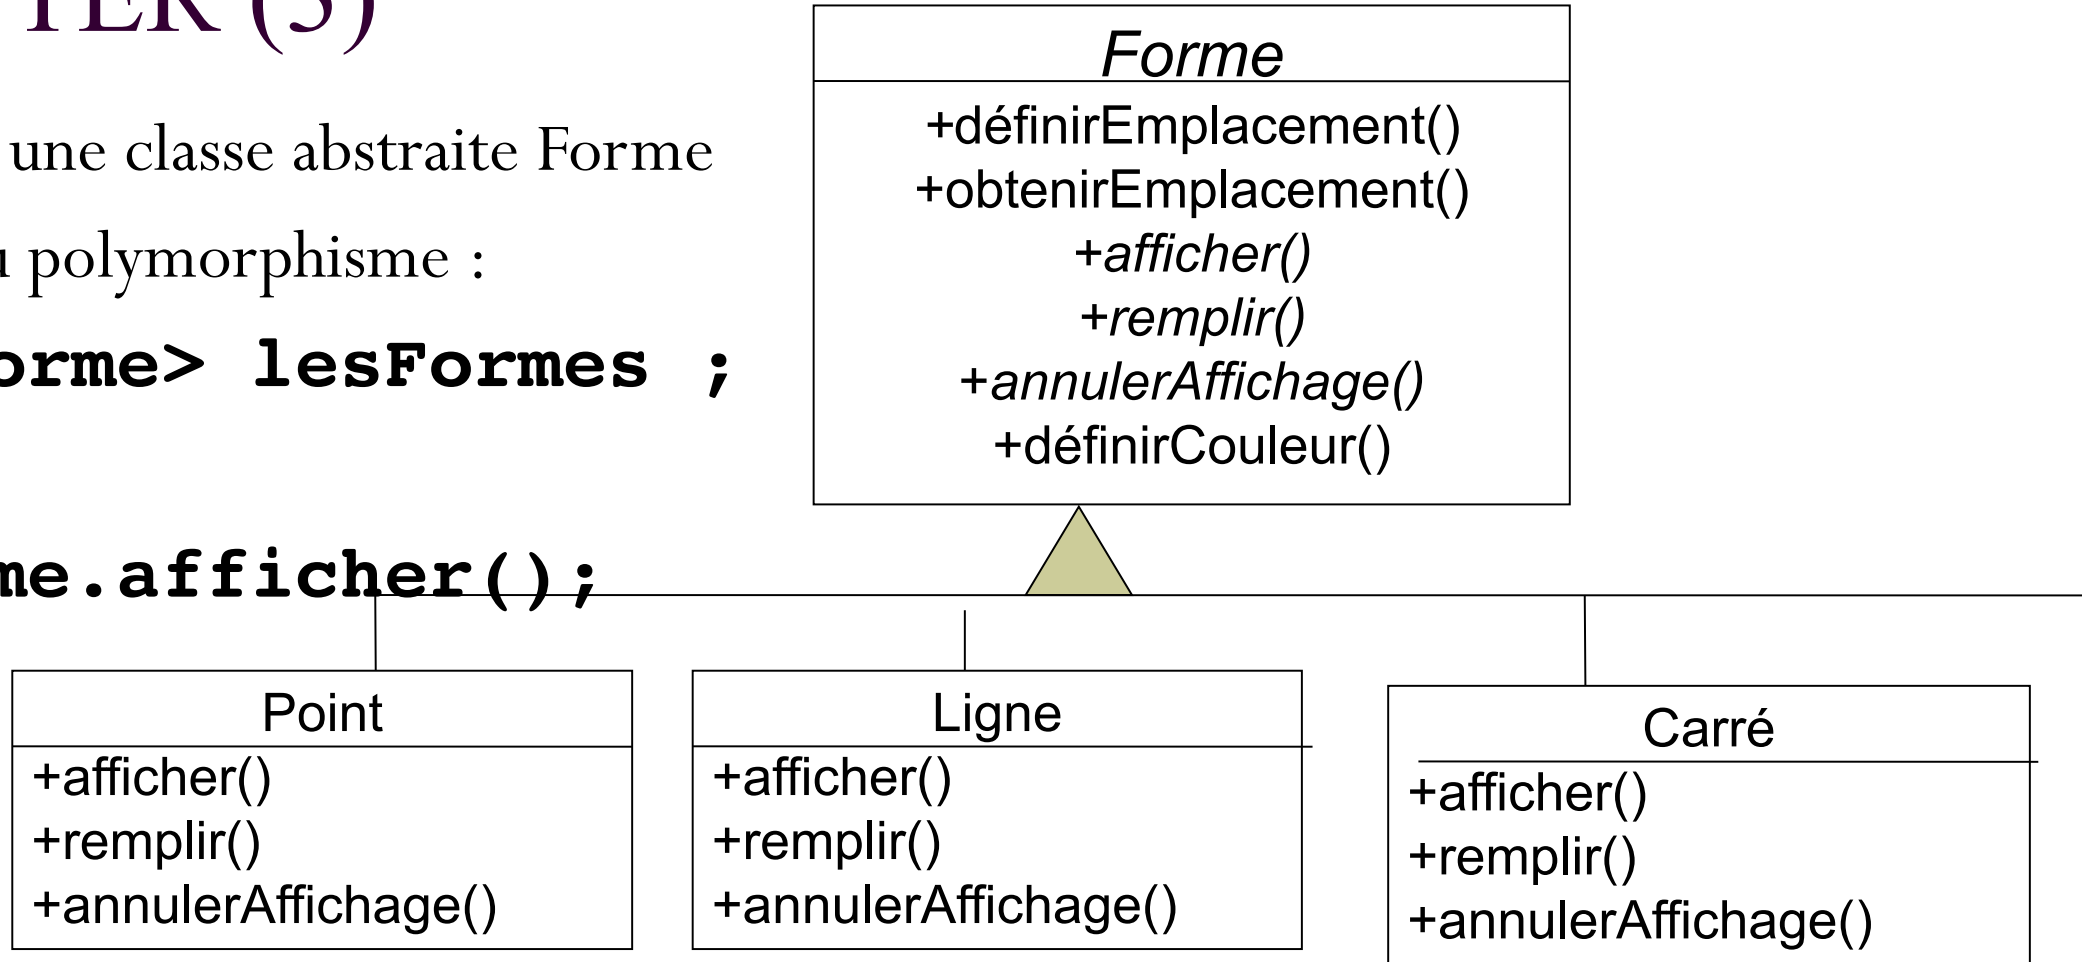 TER (3)
une classe abstraite Forme
polymorphisme :
orme> lesFormes ;
me.afficher();
Forme
+définirEmplacement()
+obtenirEmplacement()
+afficher()
+remplir()
+annulerAffichage()
+définirCouleur()
Point
+afficher()
+remplir()
+annulerAffichage()
Ligne
+afficher()
+remplir()
+annulerAffichage()
Carré
+afficher()
+remplir()
+annulerAffichage()